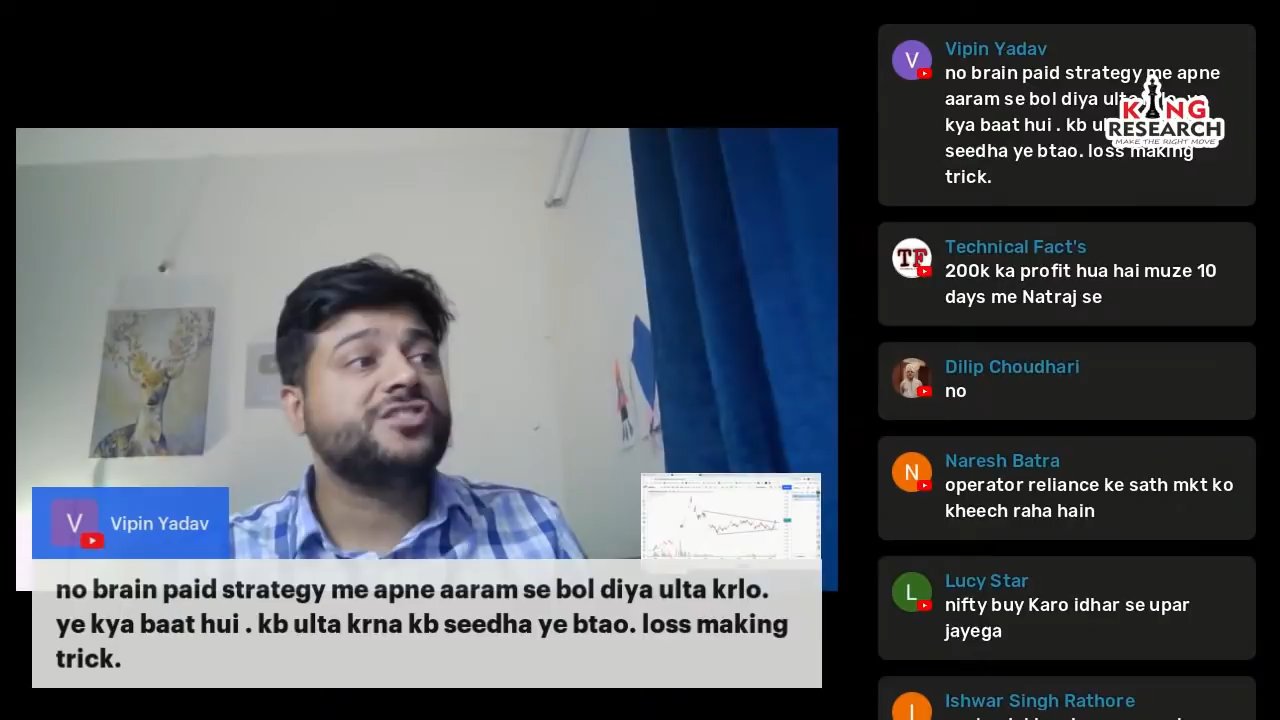 Vipin Yadav
no brain paid strategy me apne
aaram se bol diya
kya baat hui . kb
seedha ye btao. loss making
trick.
KING
RESEARCH
MAKE THE RIGHT MOVE
Technical Fact's
200k ka profit hua hai muze 10
days me Natraj se
Dilip Choudhari
no
Naresh Batra
operator reliance ke sath mkt ko
kheech raha hain
Lucy Star
nifty buy Karo idhar se upar
jayega
Ishwar Singh Rathore
V
TF
N
L
V
Vipin Yadav
no brain paid strategy me apne aaram se bol diya ulta krlo.
ye kya baat hui . kb ulta krna kb seedha ye btao. loss making
trick.